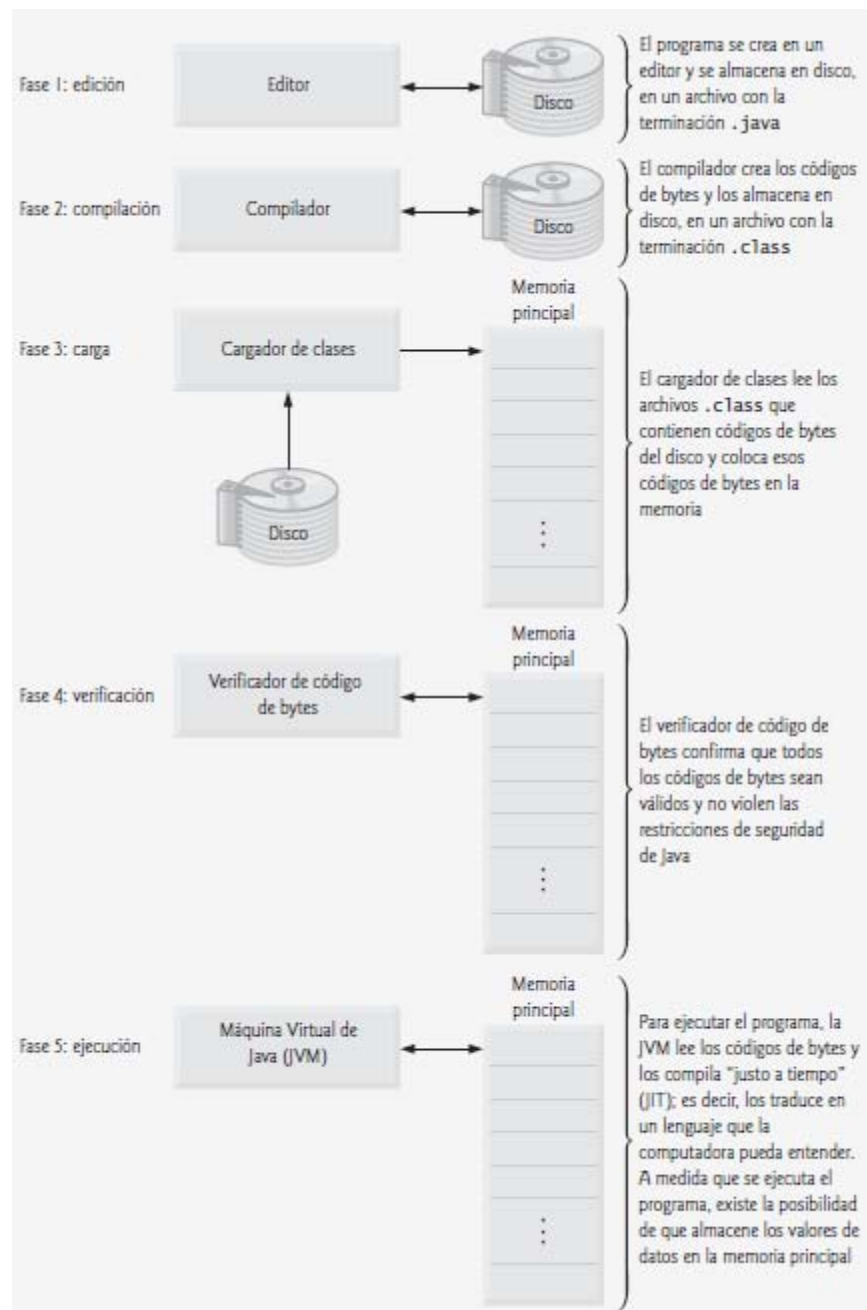 Fase 1: edición
Editor
Disco
El programa se crea en un
editor y se almacena en disco,
en un archivo con la
terminación .java
Fase 2: compilación
Compilador
Disco
El compilador crea los códigos
de bytes y los almacena en
disco, en un archivo con la
terminación .class
Fase 3: carga
Cargador de clases
Disco
Memoria
principal
El cargador de clases lee los
archivos .class que
contienen códigos de bytes
del disco y coloca esos
códigos de bytes en la
memoria
Fase 4: verificación
Verificador de código
de bytes
Memoria
principal
El verificador de código de
bytes confirma que todos
los códigos de bytes sean
válidos y no violen las
restricciones de seguridad
de Java
Fase 5: ejecución
Máquina Virtual de
Java (JVM)
Memoria
principal
Para ejecutar el programa, la
JVM lee los códigos de bytes y
los compila “justo a tiempo”
(JIT); es decir, los traduce en
un lenguaje que la
computadora pueda entender.
A medida que se ejecuta el
programa, existe la posibilidad
de que almacene los valores de
datos en la memoria principal